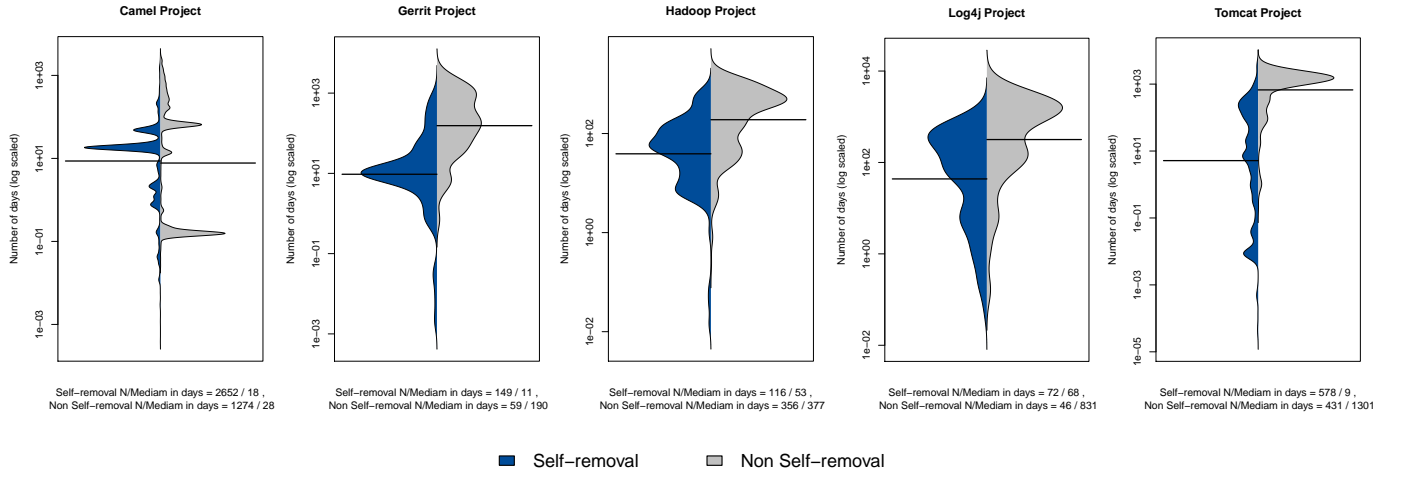 Camel Project
Gerrit Project
Hadoop Project
Log4j Project
Tomcat Project
Number of days (log scaled)
1e+03
1e+01
1e−01
1e−03
Number of days (log scaled)
1e+03
1e+01
1e−01
1e−03
Number of days (log scaled)
1e+02
1e+00
1e−02
Number of days (log scaled)
1e+04
1e+02
1e+00
1e−02
Number of days (log scaled)
1e+03
1e+01
1e−01
1e−03
1e−05
Self-removal N/Mediam in days = 2652 / 18 ,
Non Self-removal N/Mediam in days = 1274 / 28
Self-removal N/Mediam in days = 149 / 11 ,
Non Self-removal N/Mediam in days = 59 / 190
Self-removal N/Mediam in days = 116 / 53 ,
Non Self-removal N/Mediam in days = 356 / 377
Self-removal N/Mediam in days = 72 / 68 ,
Non Self-removal N/Mediam in days = 46 / 831
Self-removal N/Mediam in days = 578 / 9 ,
Non Self-removal N/Mediam in days = 431 / 1301
Self−removal
Non Self−removal